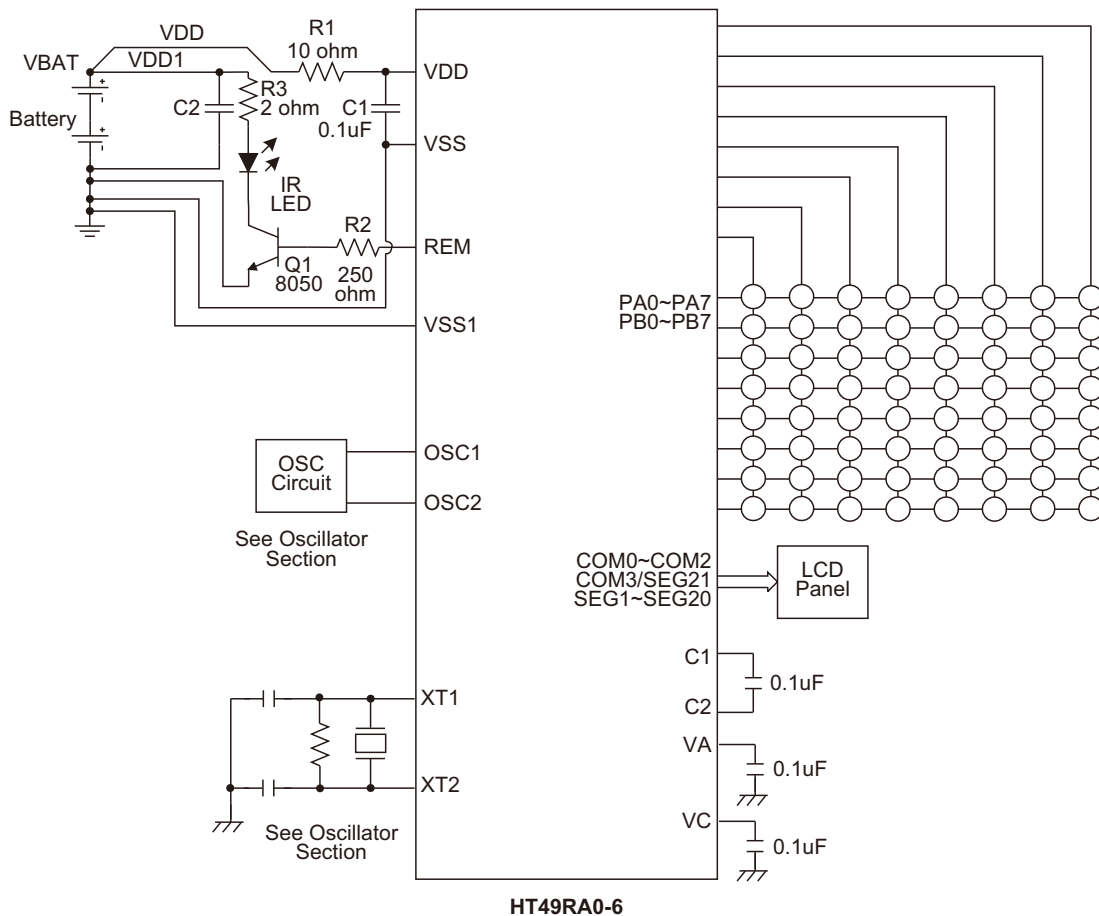 VDD
R1
10 ohm
VBAT
VDD1
VDD
R3
2 ohm
C2
C1
0.1uF
Battery
VSS
IR
LED
R2
REM
Q1
8050
250
ohm
VSS1
PA0~PA7
PB0~PB7
OSC
Circuit
OSC1
OSC2
See Oscillator
Section
COM0~COM2
COM3/SEG21
SEG1~SEG20
LCD
Panel
C1
0.1uF
C2
XT1
VA
0.1uF
XT2
See Oscillator
Section
VC
0.1uF
HT49RA0-6